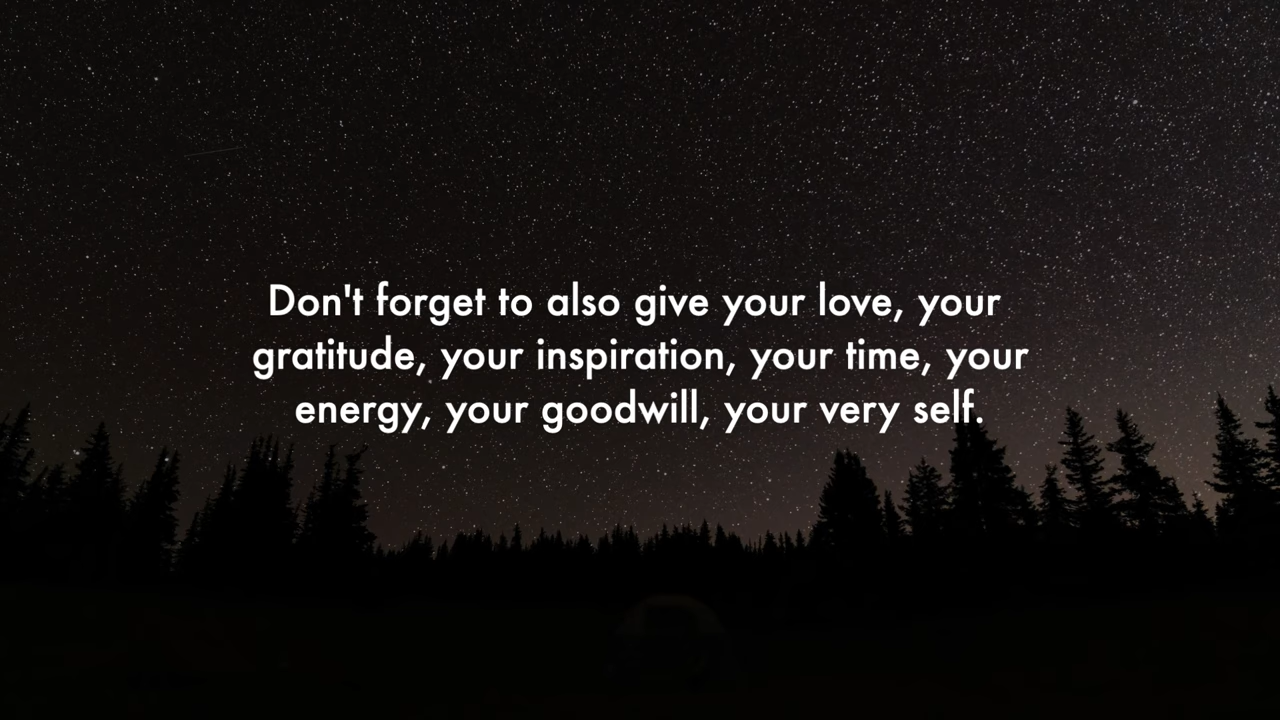 Don't forget to also give your love, your
gratitude, your inspiration, your time, your
energy, your goodwill, your very self.